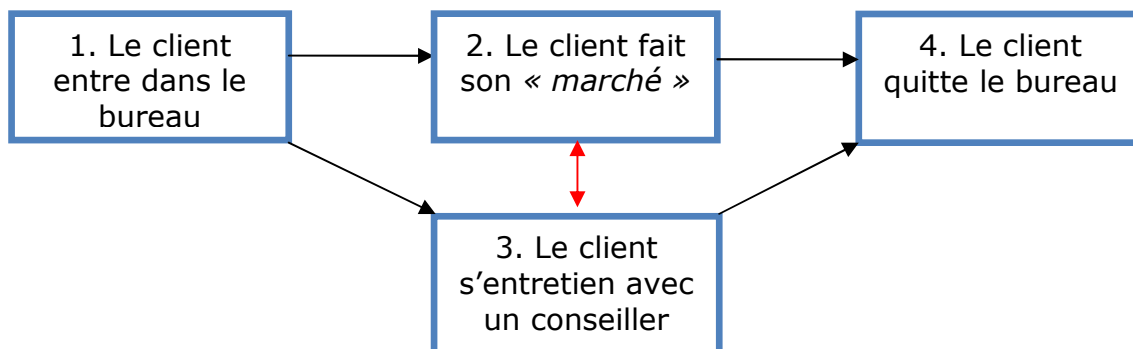 1. Le client
entre dans le
bureau
2. Le client fait
son « marché »
4. Le client
quitte le bureau
3. Le client
s’entretien avec
un conseiller